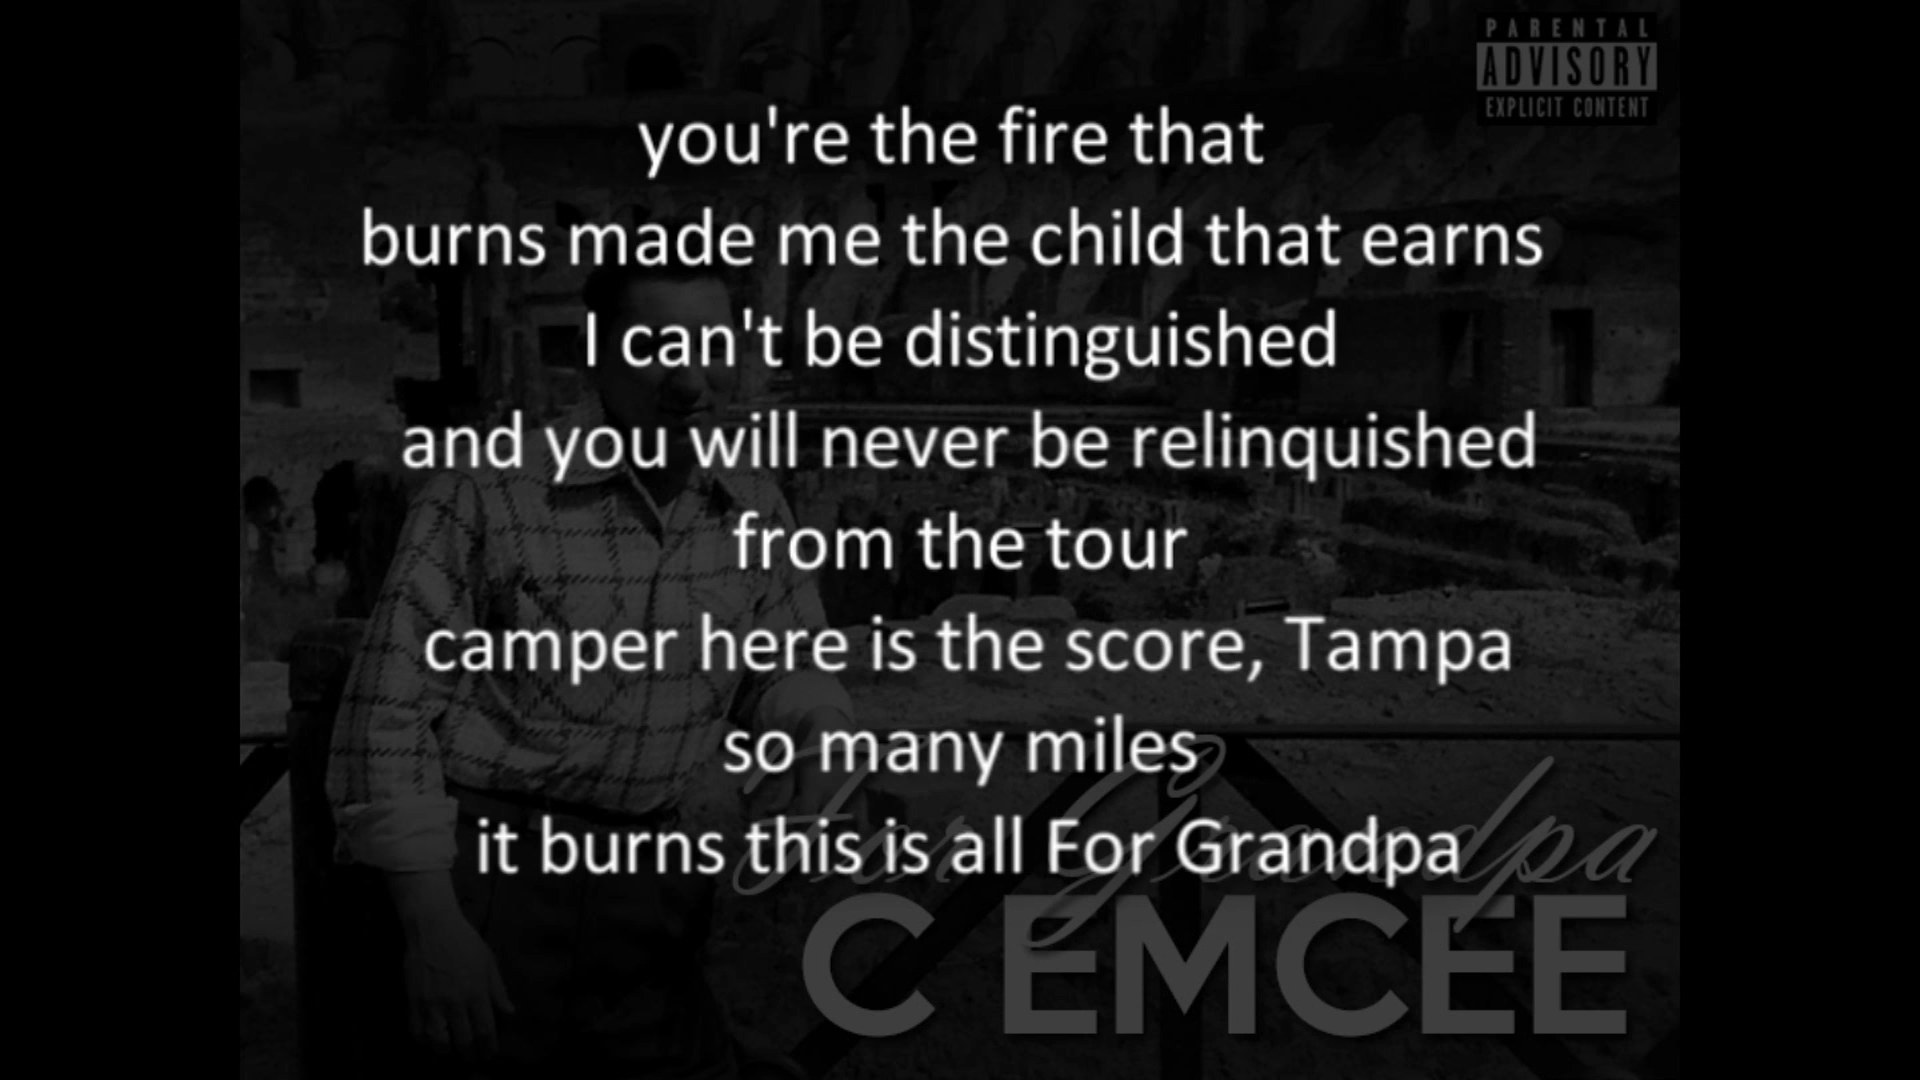 PARENTAL
ADVISORY
EXPLICIT CONTENT
you're the fire that
burns made me the child that earns
I can't be distinguished
and you will never be relinquished
from the tour
camper here is the score, Tampa
so many miles
it burns this is all For Grandpa
For Grandpa
C EMCEE